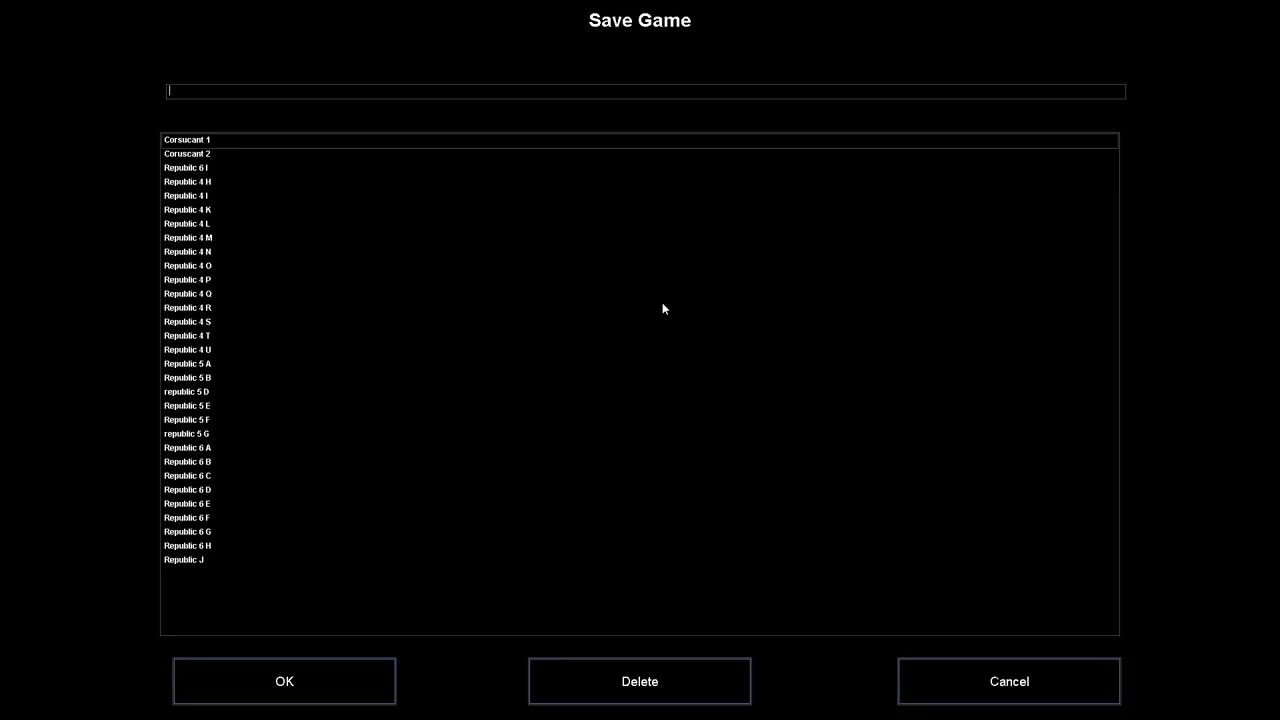 Save Game
Corsucant 1
Coruscant 2
Republic 6 I
Republic 4 H
Republic 4 I
Republic 4 K
Republic 4 L
Republic 4 M
Republic 4 N
Republic 4 O
Republic 4 P
Republic 4 Q
Republic 4 R
Republic 4 S
Republic 4 T
Republic 4 U
Republic 5 A
Republic 5 B
republic 5 D
Republic 5 E
Republic 5 F
republic 5 G
Republic 6 A
Republic 6 B
Republic 6 C
Republic 6 D
Republic 6 E
Republic 6 F
Republic 6 G
Republic 6 H
Republic J
OK
Delete
Cancel